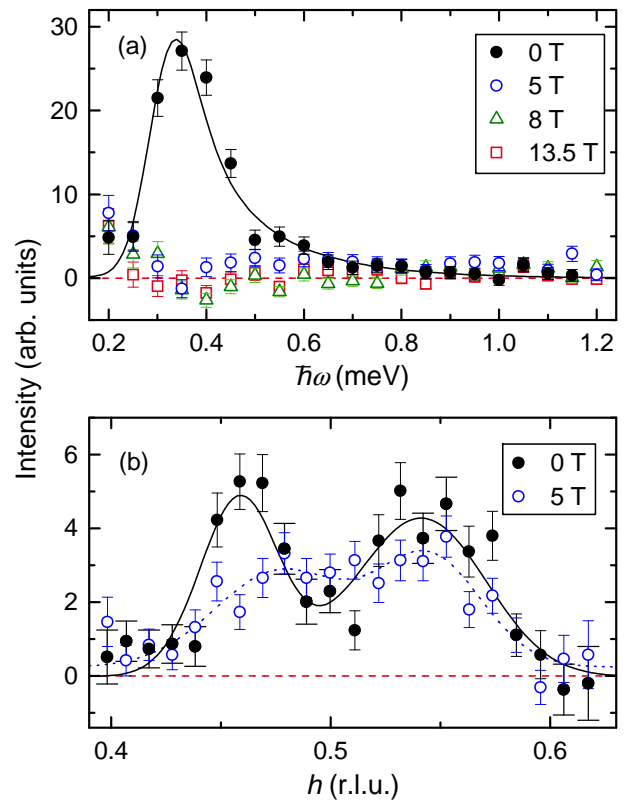 (a)
0 T
5 T
8 T
13.5 T
30
20
10
0
0.2 0.4 0.6 0.8 1.0 1.2
ħω (meV)
Intensity (arb. units)
(b)
0 T
5 T
6
4
2
0
0.4 0.5 0.6
h (r.l.u.)